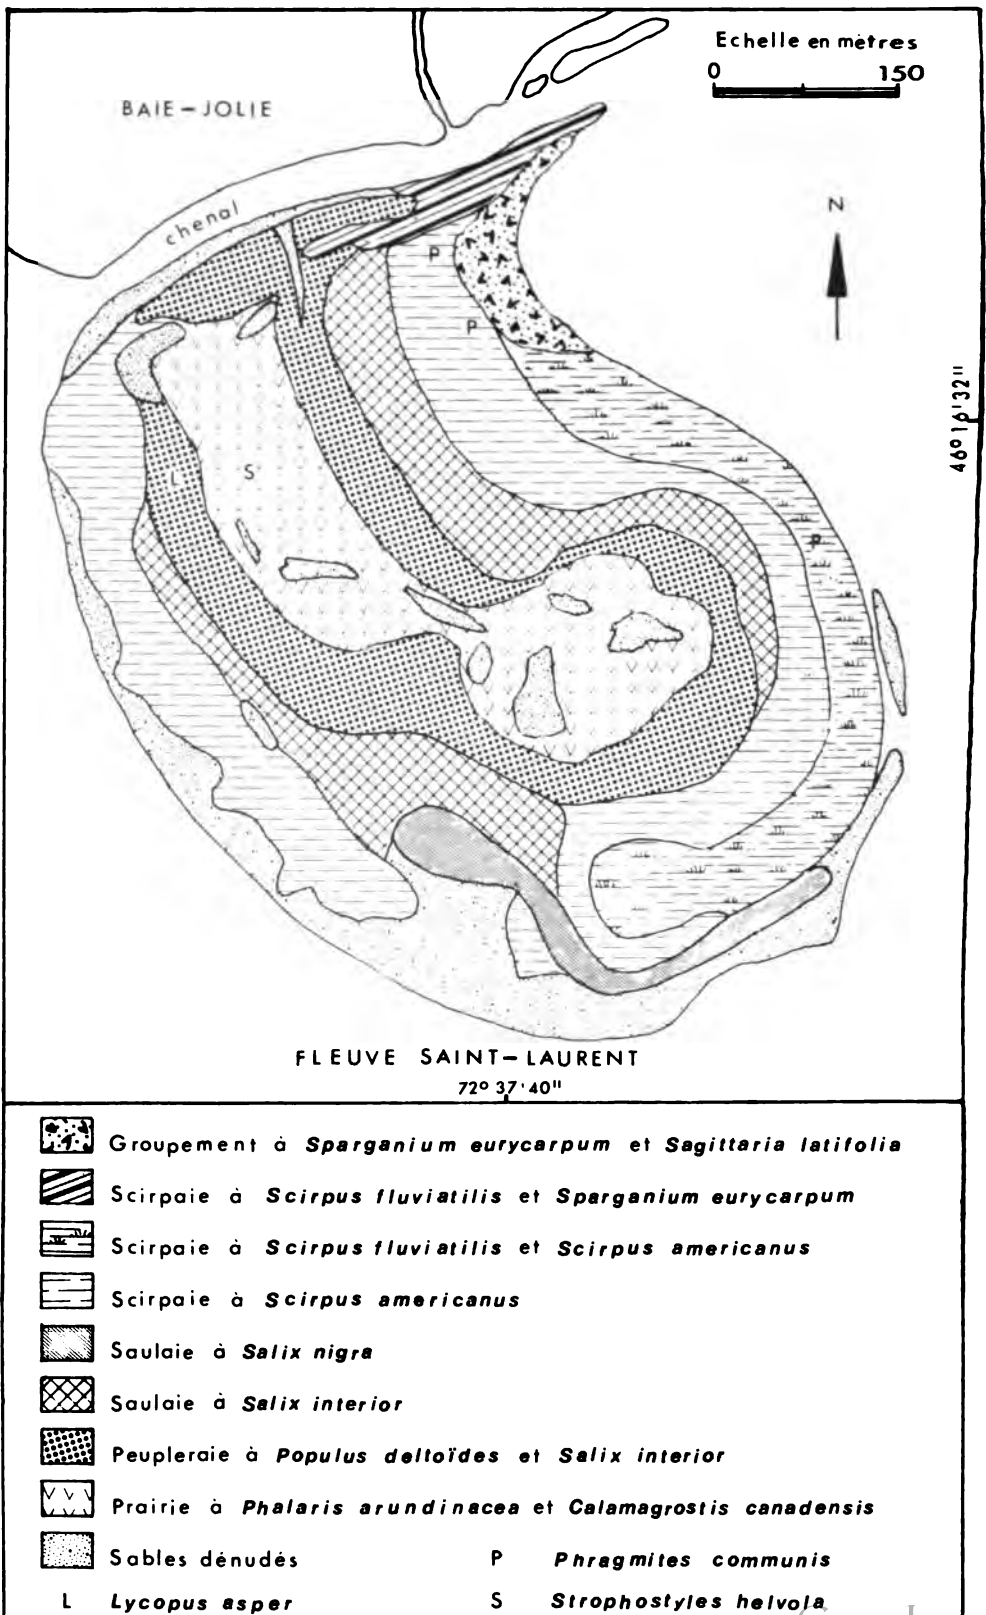 Echelle en mètres
0 150
BAIE-JOLIE
chenal
N
P
P
46° 16' 32"
L S
P
FLEUVE SAINT-LAURENT
72° 37' 40"
Groupement à Sparganium eurycarpum et Sagittaria latifolia
Scirpaie à Scirpus fluviatilis et Sparganium eurycarpum
Scirpaie à Scirpus fluviatilis et Scirpus americanus
Scirpaie à Scirpus americanus
Saulaie à Salix nigra
Saulaie à Salix interior
Peupleraie à Populus deltoïdes et Salix interior
Prairie à Phalaris arundinacea et Calamagrostis canadensis
Sables dénudés P Phragmites communis
L Lycopus asper S Strophostyles helvola